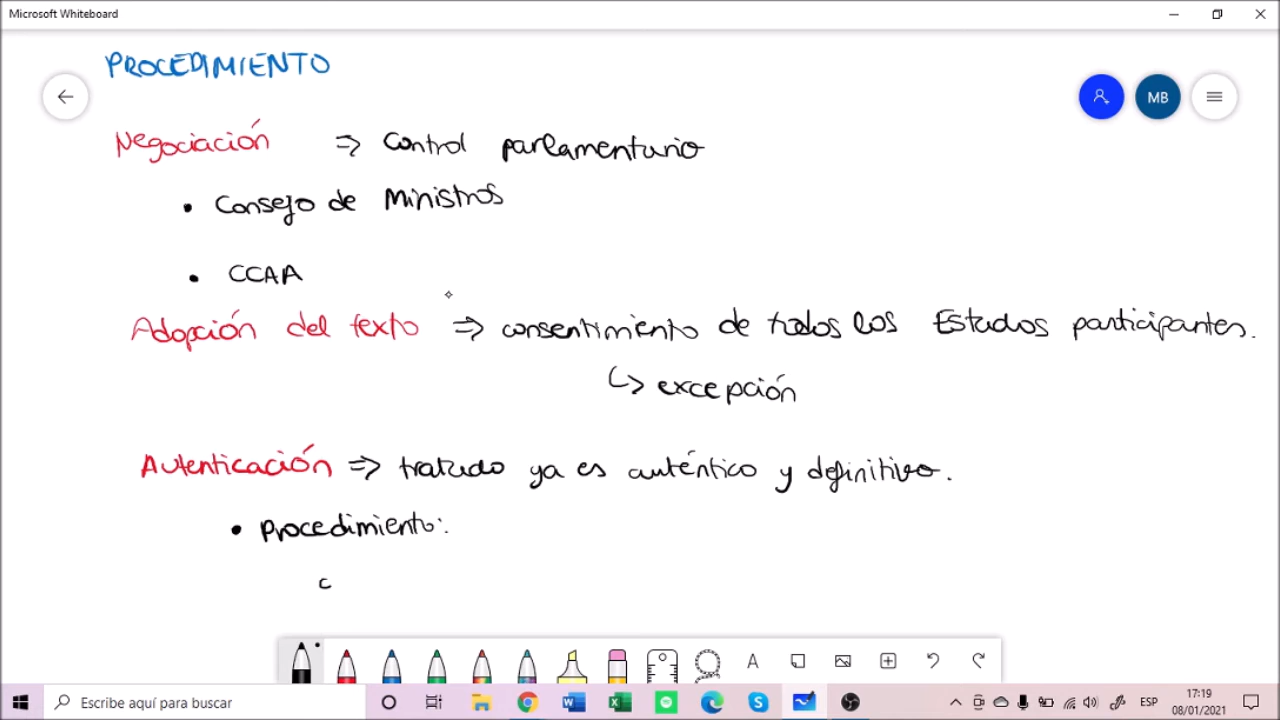 Microsoft Whiteboard
PROCEDIMIENTO
MB
Negociación => Control parlamentario
• Consejo de Ministros
• CCAA
Adopción del texto => consentimiento de todos los Estados participantes.
↳ excepción
Autenticación => tratado ya es auténtico y definitivo.
• Procedimiento:
c
A
Escribe aquí para buscar
ESP
17:19
08/01/2021